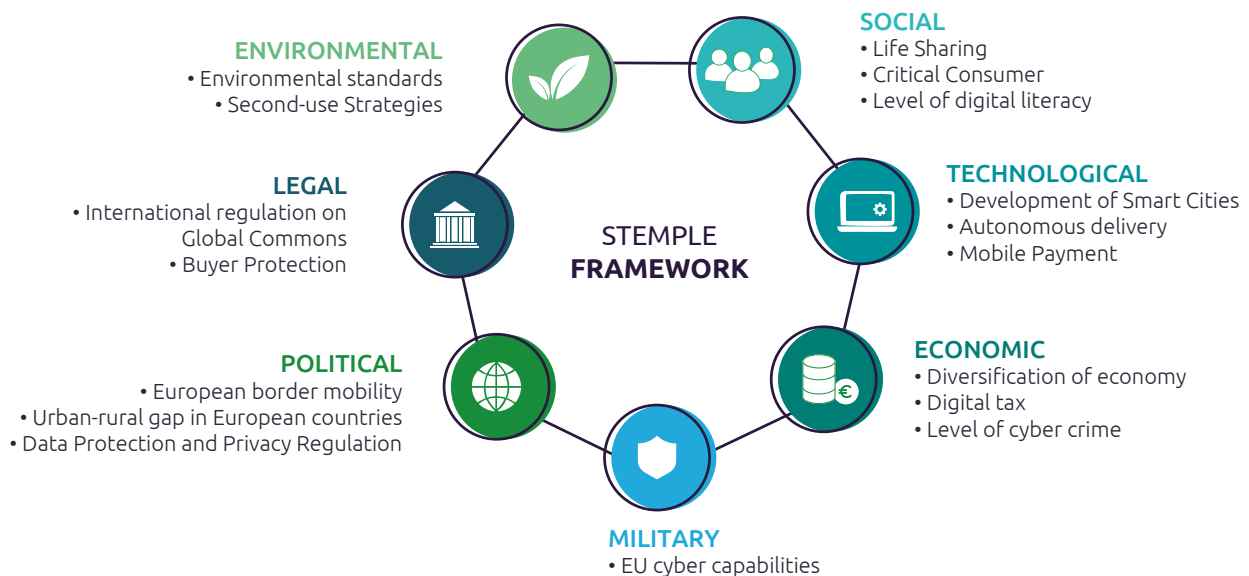 SOCIAL
• Life Sharing
• Critical Consumer
• Level of digital literacy
TECHNOLOGICAL
• Development of Smart Cities
• Autonomous delivery
• Mobile Payment
ECONOMIC
• Diversification of economy
• Digital tax
• Level of cyber crime
€
MILITARY
• EU cyber capabilities
POLITICAL
• European border mobility
• Urban-rural gap in European countries
• Data Protection and Privacy Regulation
LEGAL
• International regulation on
Global Commons
• Buyer Protection
ENVIRONMENTAL
• Environmental standards
• Second-use Strategies
STEMPLE
FRAMEWORK